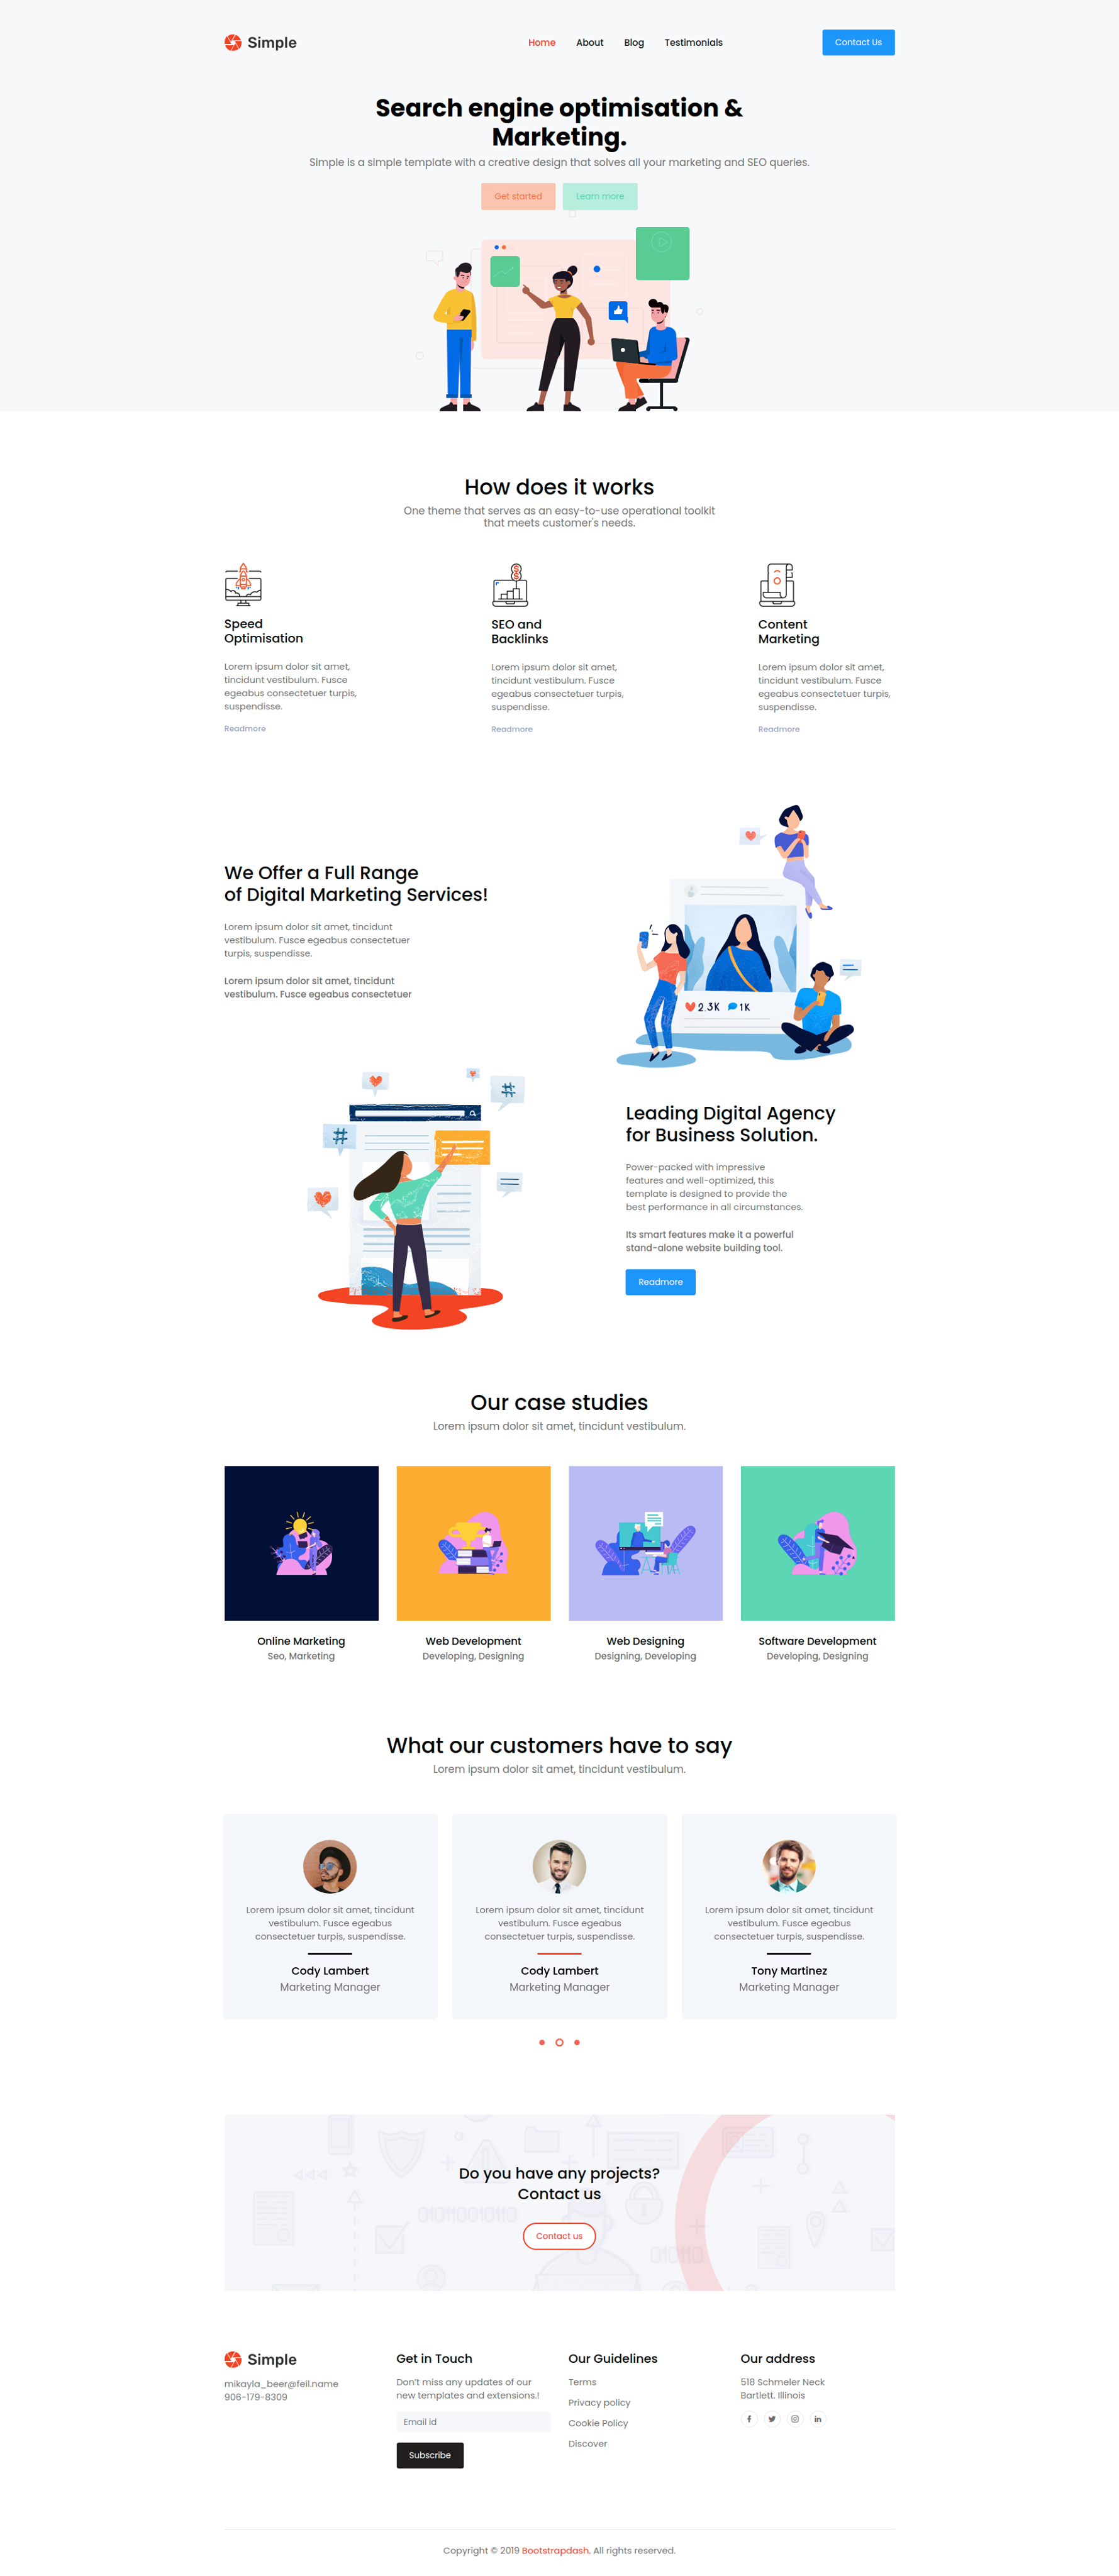 Simple
Home About Blog Testimonials
Contact Us
Search engine optimisation &
Marketing.
Simple is a simple template with a creative design that solves all your marketing and SEO queries.
Get started Learn more
How does it works
One theme that serves as an easy-to-use operational toolkit
that meets customer's needs.
Speed
Optimisation
Lorem ipsum dolor sit amet,
tincidunt vestibulum. Fusce
egeabus consectetuer turpis,
suspendisse.
Readmore
SEO and
Backlinks
Lorem ipsum dolor sit amet,
tincidunt vestibulum. Fusce
egeabus consectetuer turpis,
suspendisse.
Readmore
Content
Marketing
Lorem ipsum dolor sit amet,
tincidunt vestibulum. Fusce
egeabus consectetuer turpis,
suspendisse.
Readmore
We Offer a Full Range
of Digital Marketing Services!
Lorem ipsum dolor sit amet, tincidunt
vestibulum. Fusce egeabus consectetuer
turpis, suspendisse.
Lorem ipsum dolor sit amet, tincidunt
vestibulum. Fusce egeabus consectetuer
2.3K 1K
#
#
Leading Digital Agency
for Business Solution.
Power-packed with impressive
features and well-optimized, this
template is designed to provide the
best performance in all circumstances.
Its smart features make it a powerful
stand-alone website building tool.
Readmore
Our case studies
Lorem ipsum dolor sit amet, tincidunt vestibulum.
Online Marketing
Seo, Marketing
Web Development
Developing, Designing
Web Designing
Designing, Developing
Software Development
Developing, Designing
What our customers have to say
Lorem ipsum dolor sit amet, tincidunt vestibulum.
Lorem ipsum dolor sit amet, tincidunt
vestibulum. Fusce egeabus
consectetuer turpis, suspendisse.
Cody Lambert
Marketing Manager
Lorem ipsum dolor sit amet, tincidunt
vestibulum. Fusce egeabus
consectetuer turpis, suspendisse.
Cody Lambert
Marketing Manager
Lorem ipsum dolor sit amet, tincidunt
vestibulum. Fusce egeabus
consectetuer turpis, suspendisse.
Tony Martinez
Marketing Manager
Do you have any projects?
Contact us
010110010110
Contact us
010110
Simple
mikayla_beer@feil.name
906-179-8309
Get in Touch
Don't miss any updates of our
new templates and extensions.!
Email id
Subscribe
Our Guidelines
Terms
Privacy policy
Cookie Policy
Discover
Our address
518 Schmeler Neck
Bartlett. Illinois
Copyright © 2019 Bootstrapdash. All rights reserved.